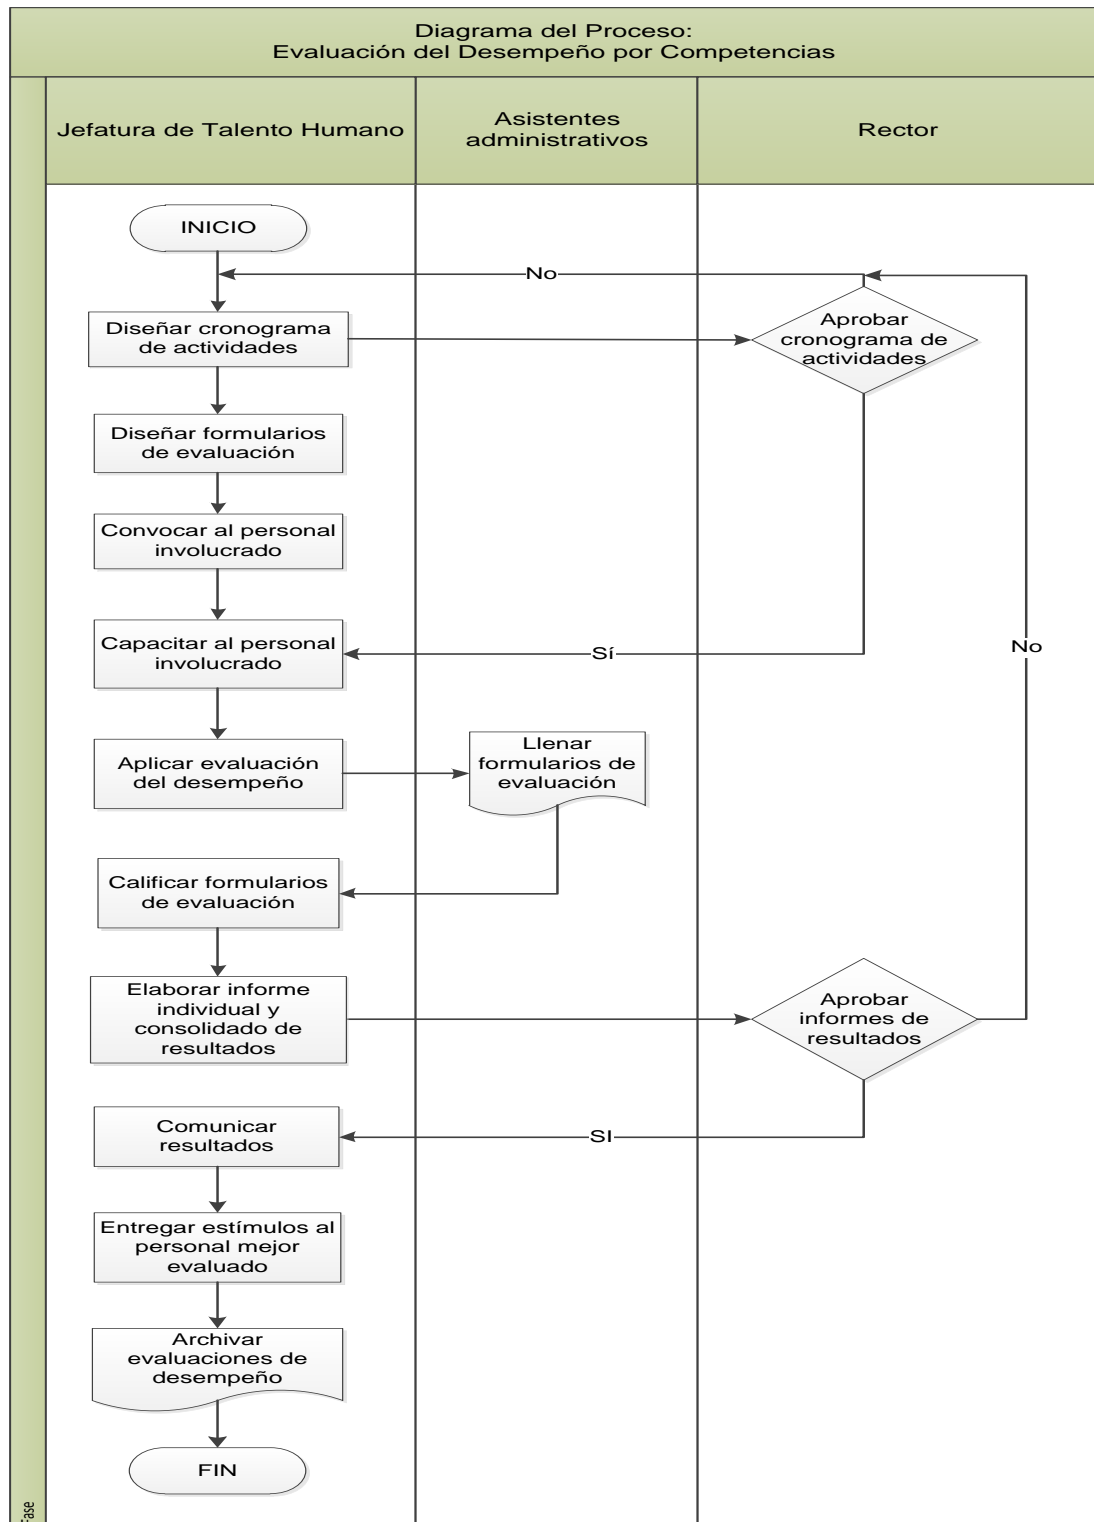 Diagrama del Proceso:
Evaluación del Desempeño por Competencias
Jefatura de Talento Humano
Asistentes
administrativos
Rector
INICIO
No
Diseñar cronograma
de actividades
Aprobar
cronograma de
actividades
Diseñar formularios
de evaluación
Convocar al personal
involucrado
Capacitar al personal
involucrado
Sí
No
Aplicar evaluación
del desempeño
Llenar
formularios de
evaluación
Calificar formularios
de evaluación
Elaborar informe
individual y
consolidado de
resultados
Aprobar
informes de
resultados
Comunicar
resultados
SI
Entregar estímulos al
personal mejor
evaluado
Archivar
evaluaciones de
desempeño
FIN
Fase